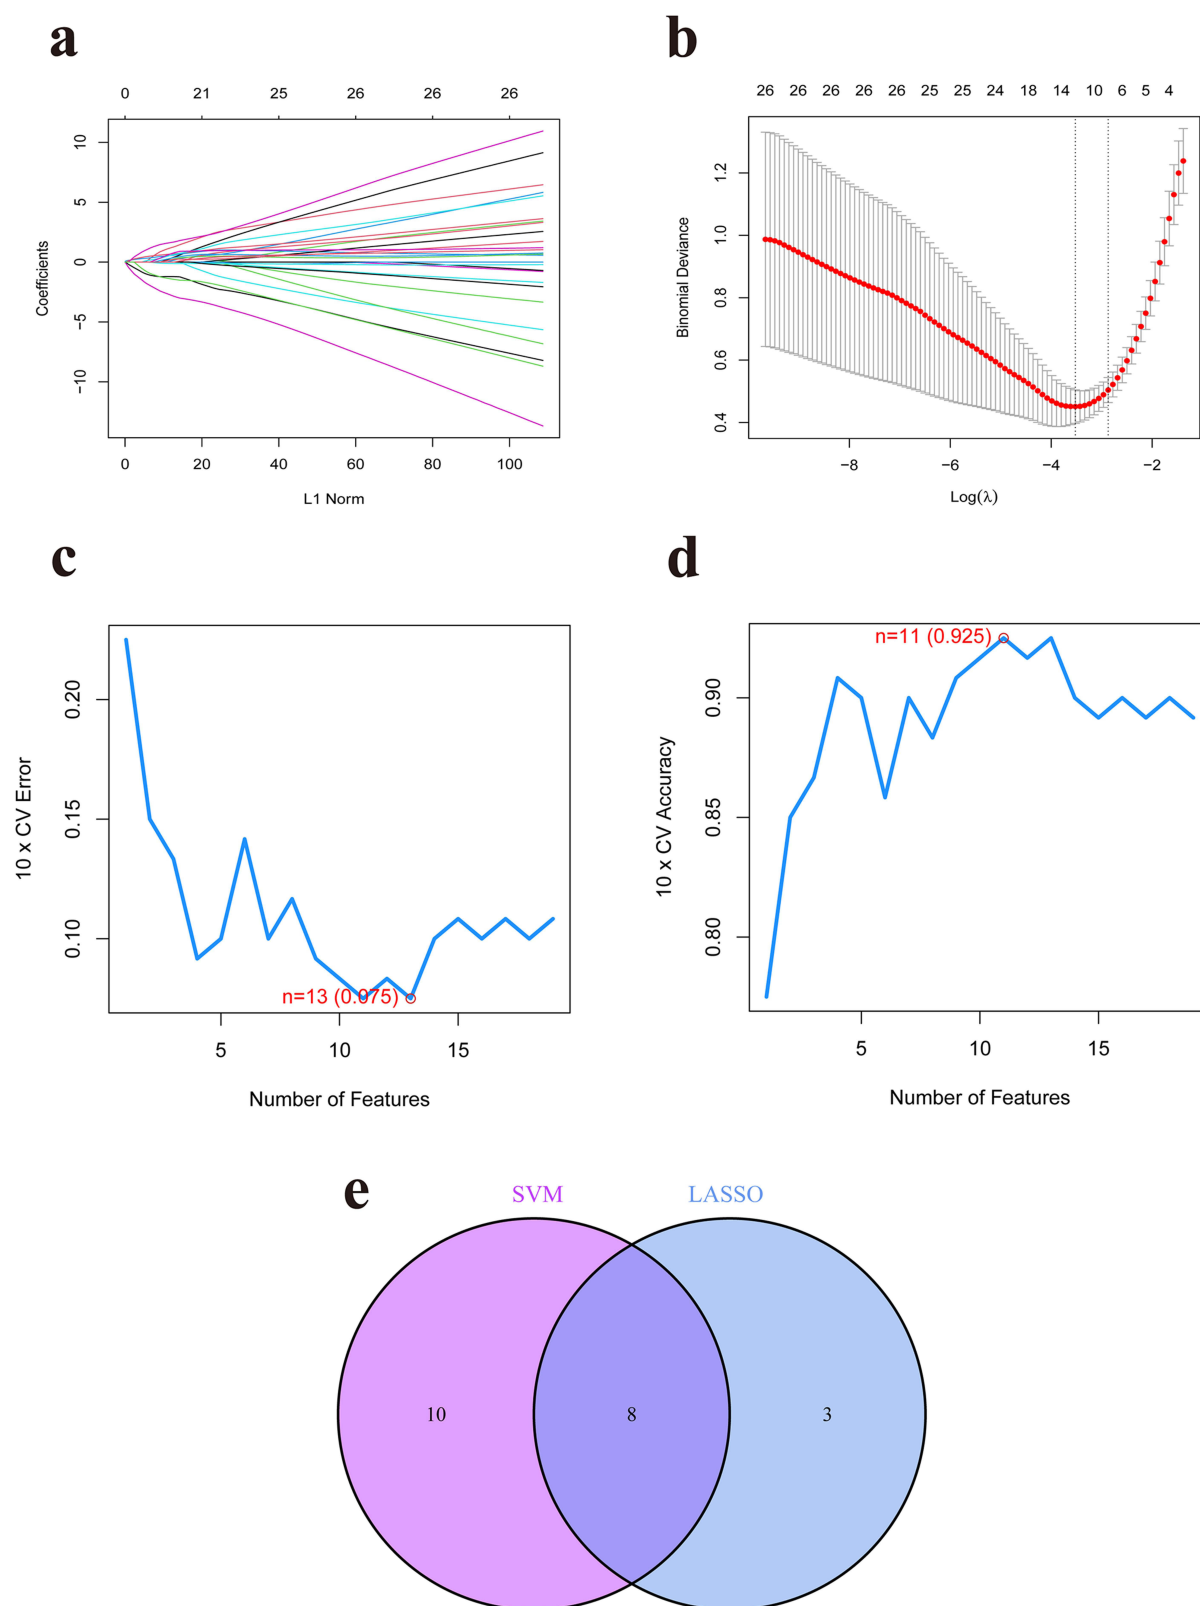 a
0 21 25 26 26 26
10
5
0
−5
−10
Coefficients
0 20 40 60 80 100
L1 Norm
b
26 26 26 26 26 25 25 24 18 14 10 6 5 4
1.2
1.0
0.8
0.6
0.4
Binomial Deviance
−8 −6 −4 −2
Log(λ)
c
0.20
0.15
0.10
10 x CV Error
n=13 (0.075)
5 10 15
Number of Features
d
n=11 (0.925)
0.90
0.85
0.80
10 x CV Accuracy
5 10 15
Number of Features
e
SVM LASSO
10 8 3